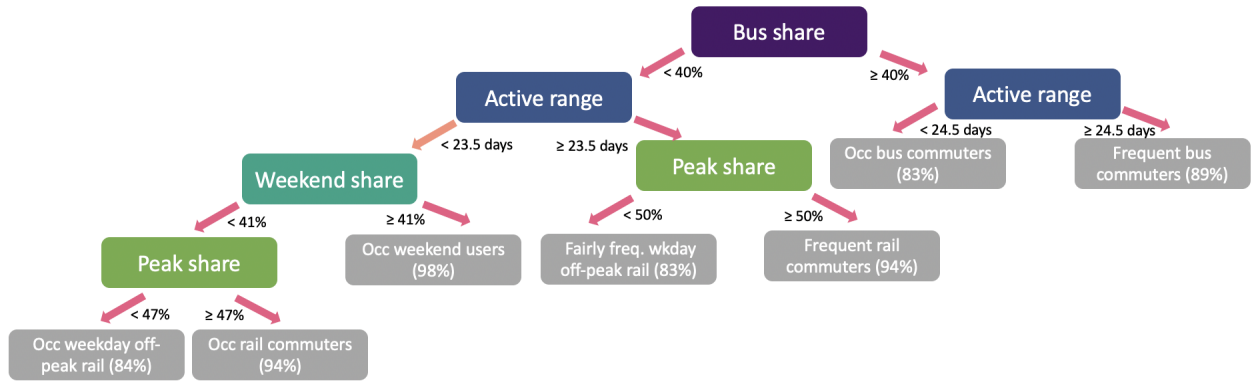 Bus share
< 40%
≥ 40%
Active range
Active range
< 23.5 days
≥ 23.5 days
< 24.5 days
≥ 24.5 days
Weekend share
Peak share
Occ bus commuters
(83%)
Frequent bus
commuters (89%)
< 41%
≥ 41%
< 50%
≥ 50%
Peak share
Occ weekend users
(98%)
Fairly freq. wkday
off-peak rail (83%)
Frequent rail
commuters (94%)
< 47%
≥ 47%
Occ weekday off-
peak rail (84%)
Occ rail commuters
(94%)